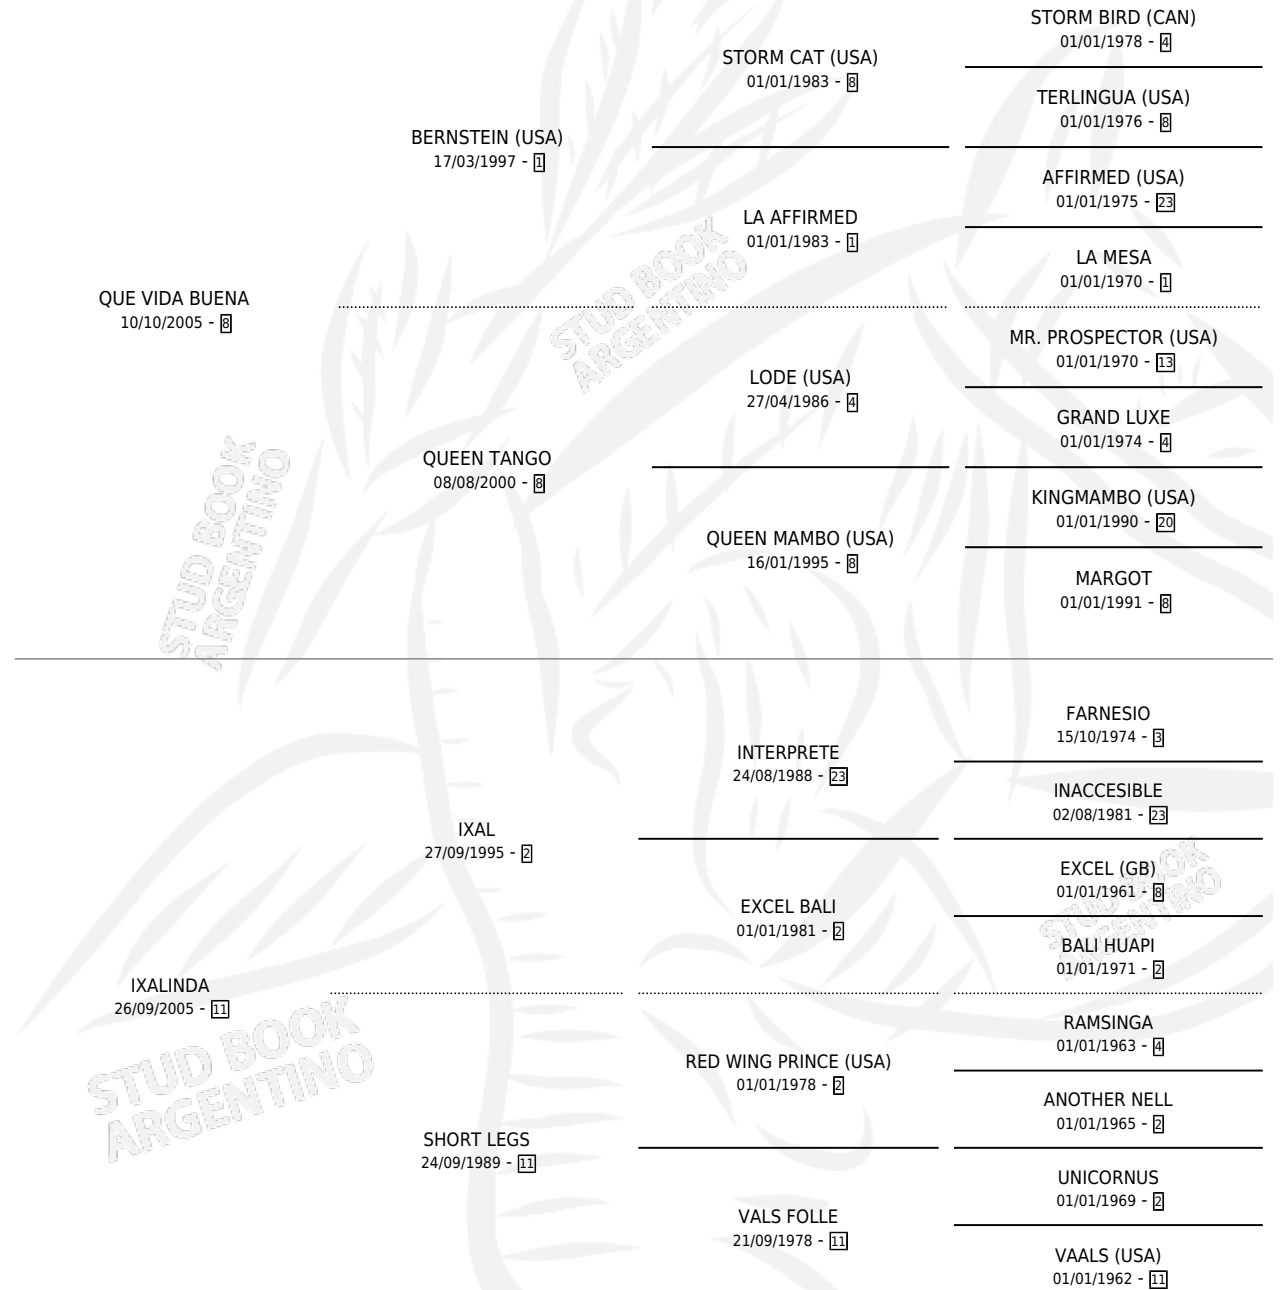 STORM BIRD (CAN)
01/01/1978 - 4
STORM CAT (USA)
01/01/1983 - 8
TERLINGUA (USA)
01/01/1976 - 8
BERNSTEIN (USA)
17/03/1997 - 1
AFFIRMED (USA)
01/01/1975 - 23
LA AFFIRMED
01/01/1983 - 1
LA MESA
01/01/1970 - 1
QUE VIDA BUENA
10/10/2005 - 8
MR. PROSPECTOR (USA)
01/01/1970 - 13
LODE (USA)
27/04/1986 - 4
GRAND LUXE
01/01/1974 - 4
QUEEN TANGO
08/08/2000 - 8
KINGMAMBO (USA)
01/01/1990 - 20
QUEEN MAMBO (USA)
16/01/1995 - 8
MARGOT
01/01/1991 - 8
FARNESIO
15/10/1974 - 3
INTERPRETE
24/08/1988 - 23
INACCESIBLE
02/08/1981 - 23
IXAL
27/09/1995 - 2
EXCEL (GB)
01/01/1961 - 8
EXCEL BALI
01/01/1981 - 2
BALI HUAPI
01/01/1971 - 2
IXALINDA
26/09/2005 - 11
RAMSINGA
01/01/1963 - 4
RED WING PRINCE (USA)
01/01/1978 - 2
ANOTHER NELL
01/01/1965 - 2
SHORT LEGS
24/09/1989 - 11
UNICORNUS
01/01/1969 - 2
VALS FOLLE
21/09/1978 - 11
VAALS (USA)
01/01/1962 - 11
STUD BOOK
ARGENTINO
STUD BOOK
ARGENTINO
STUD BOOK
ARGENTINO
STUD BOOK
ARGENTINO